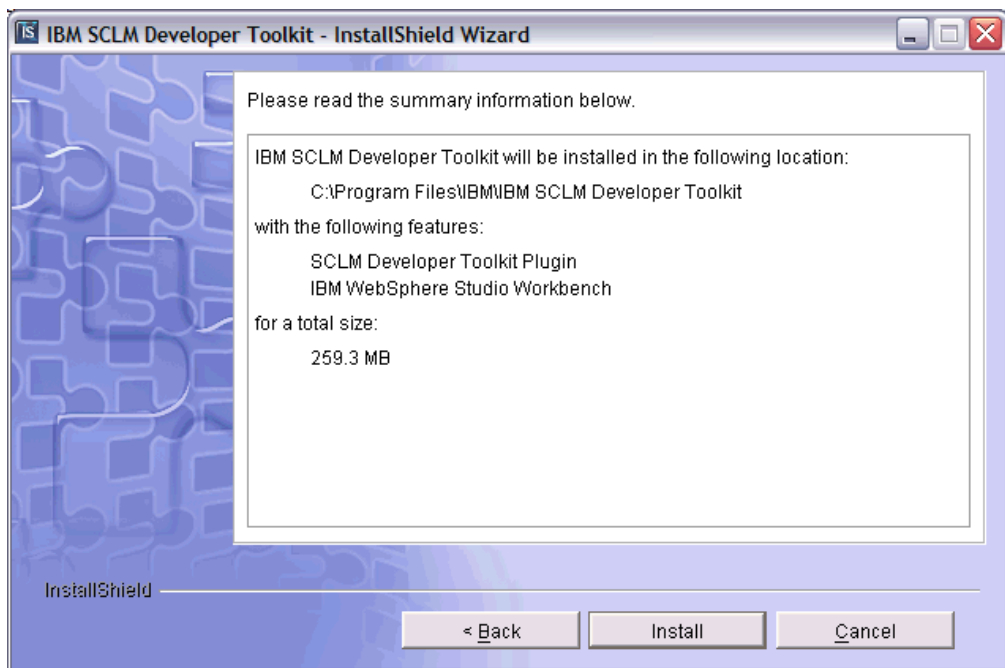 IS IBM SCLM Developer Toolkit - InstallShield Wizard
Please read the summary information below.
IBM SCLM Developer Toolkit will be installed in the following location:
C:\Program Files\IBM\IBM SCLM Developer Toolkit
with the following features:
SCLM Developer Toolkit Plugin
IBM WebSphere Studio Workbench
for a total size:
259.3 MB
InstallShield
< Back
Install
Cancel